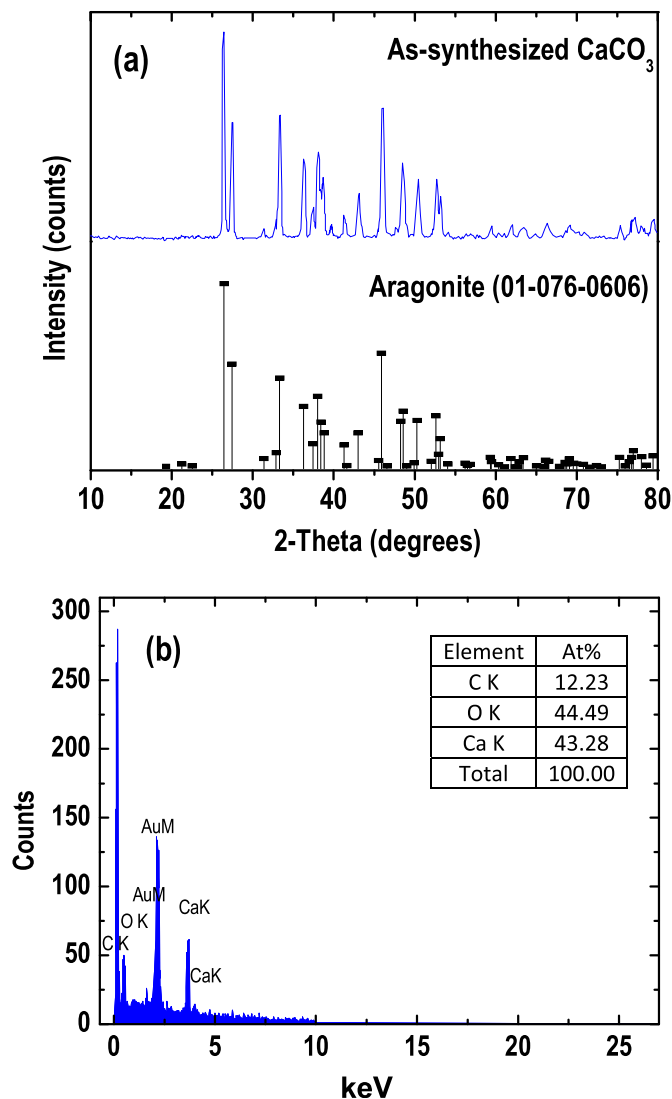 (a)
As-synthesized CaCO3
Aragonite (01-076-0606)
Intensity (counts)
10 20 30 40 50 60 70 80
2-Theta (degrees)
(b)
Element At%
C K 12.23
O K 44.49
Ca K 43.28
Total 100.00
300
250
200
150
100
50
0
Counts
AuM
AuM
CaK
O K
C K
CaK
0 5 10 15 20 25
keV